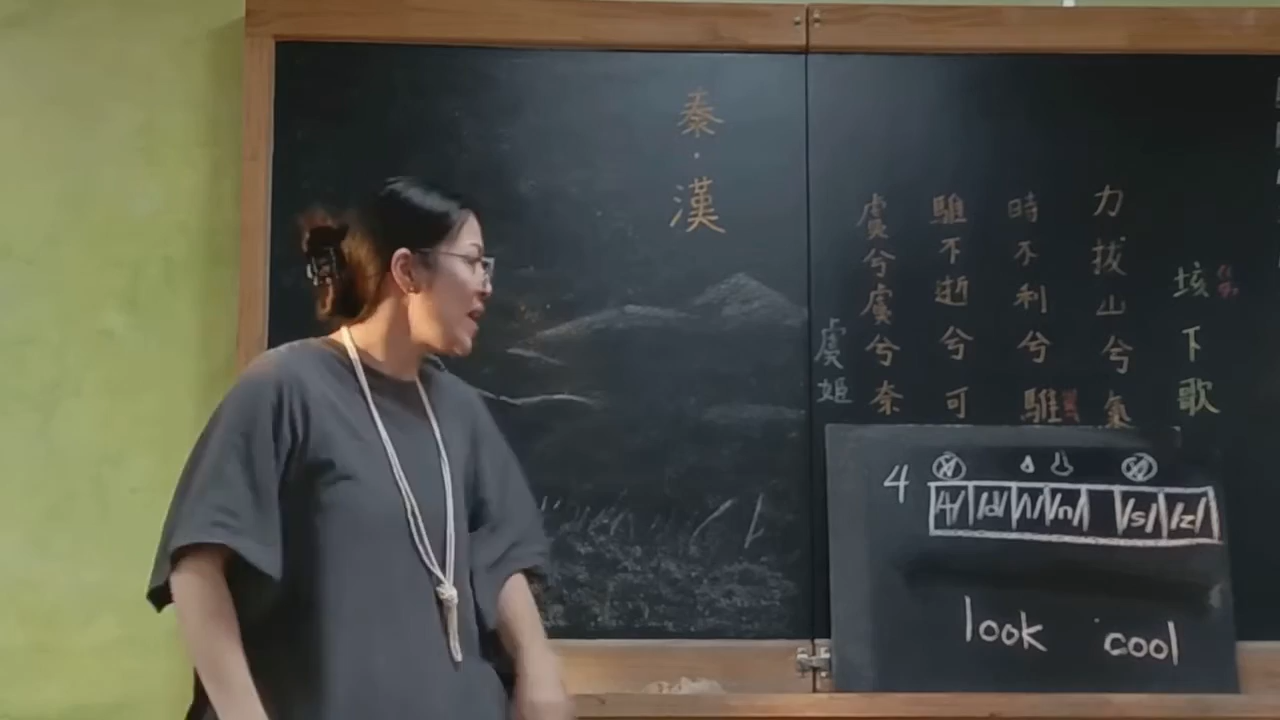 秦·漢
垓下歌
力拔山兮氣
時不利兮騅
騅不逝兮可
虞兮虞兮奈
虞姬
4
/t/ /d/ /l/ /n/ /s/ /z/
look cool